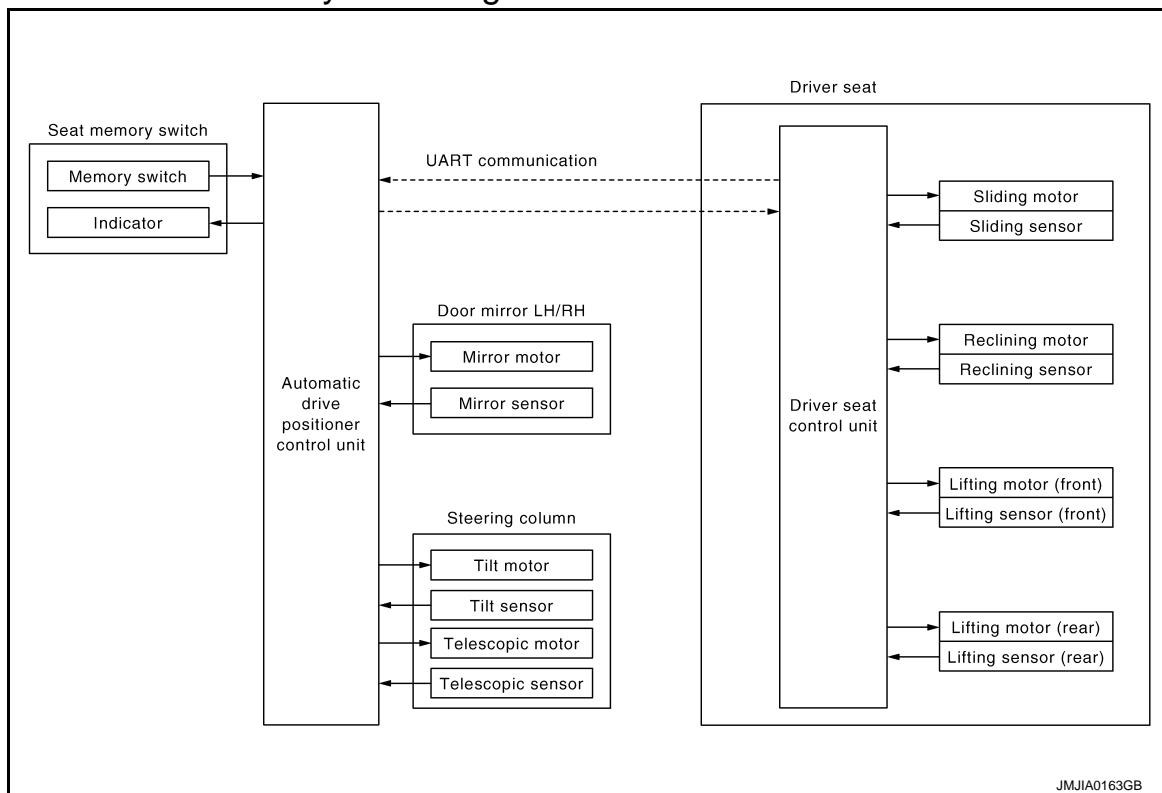 Driver seat
Seat memory switch
Memory switch
Indicator
UART communication
Sliding motor
Sliding sensor
Door mirror LH/RH
Mirror motor
Mirror sensor
Reclining motor
Reclining sensor
Automatic
drive
positioner
control unit
Driver seat
control unit
Lifting motor (front)
Lifting sensor (front)
Steering column
Tilt motor
Tilt sensor
Telescopic motor
Telescopic sensor
Lifting motor (rear)
Lifting sensor (rear)
JMJIA0163GB